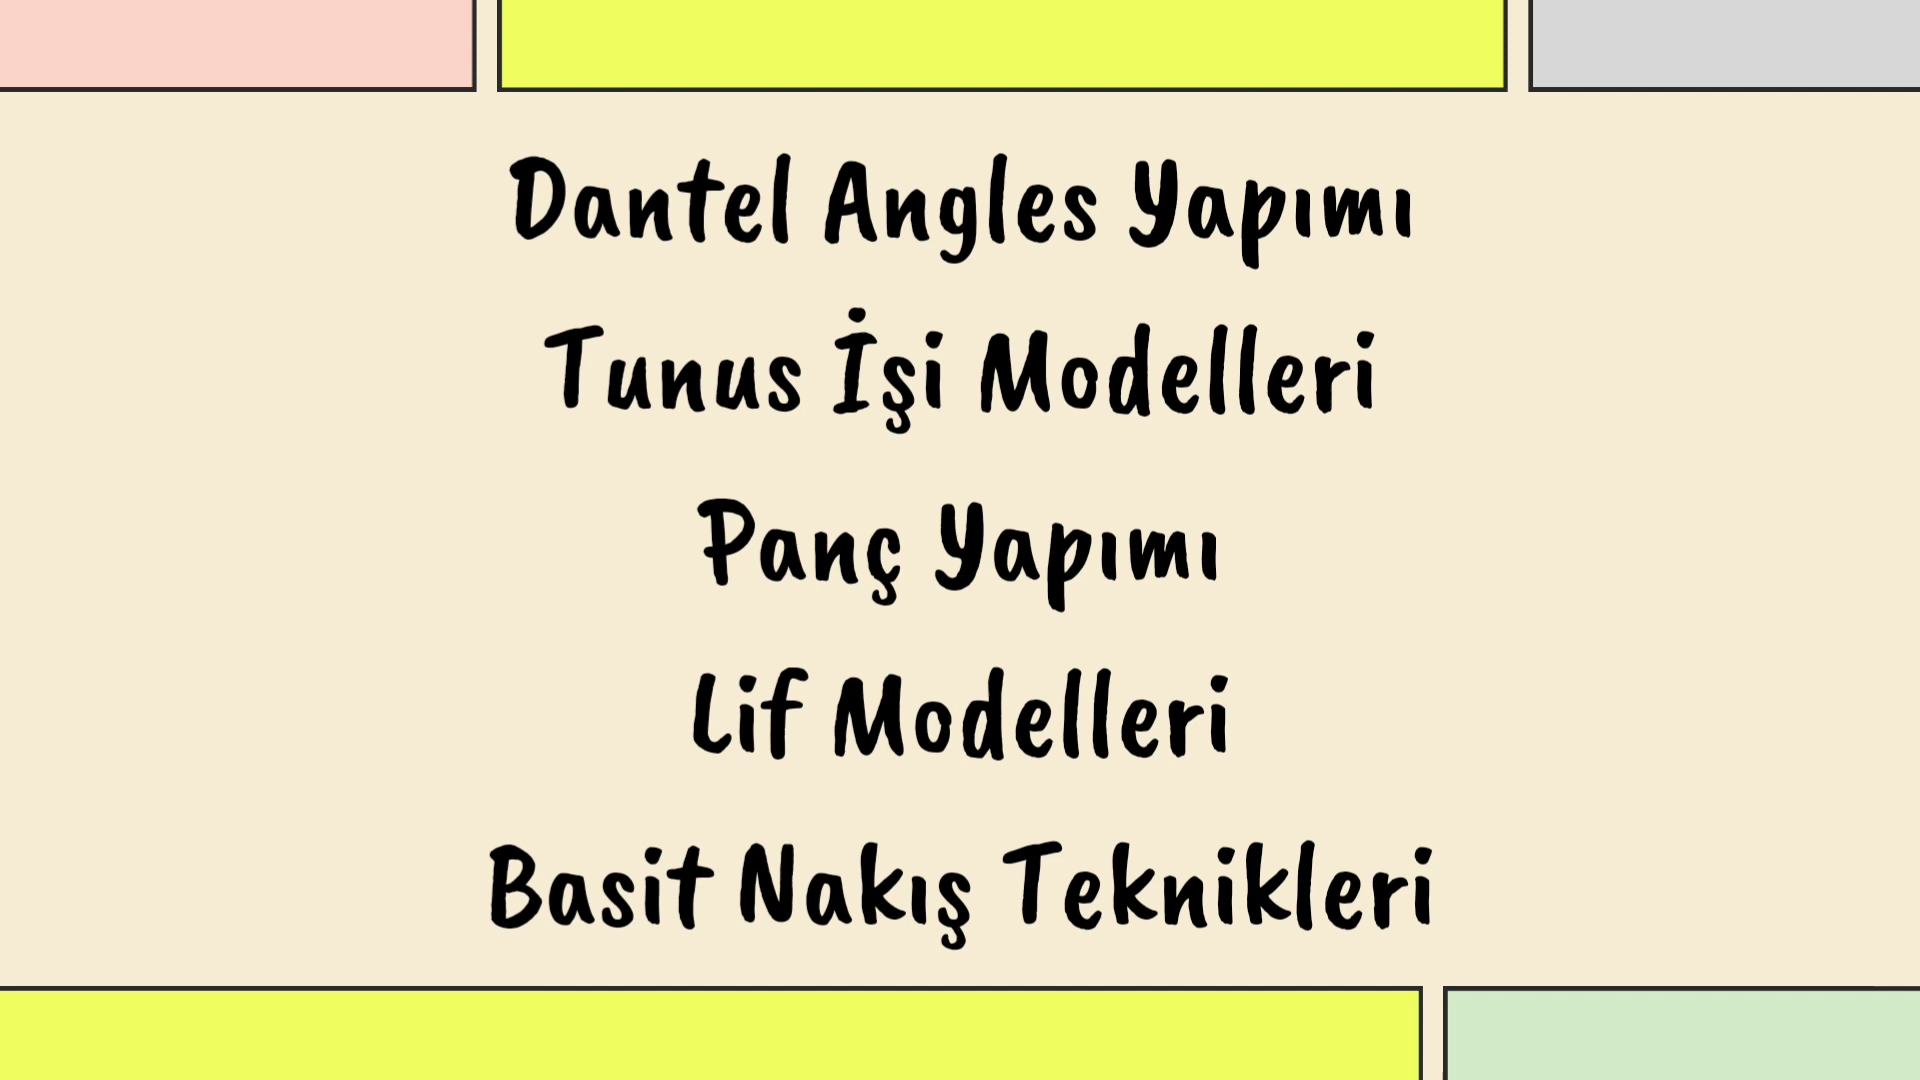 Dantel Angles Yapımı
Tunus İşi Modelleri
Panç Yapımı
Lif Modelleri
Basit Nakış Teknikleri